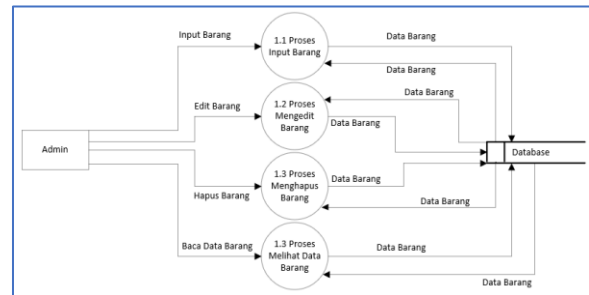 Input Barang
1.1 Proses
Input Barang
Data Barang
Data Barang
Edit Barang
1.2 Proses
Mengedit
Barang
Data Barang
Data Barang
Admin
Database
Hapus Barang
1.3 Proses
Menghapus
Barang
Data Barang
Data Barang
Baca Data Barang
1.3 Proses
Melihat Data
Barang
Data Barang
Data Barang